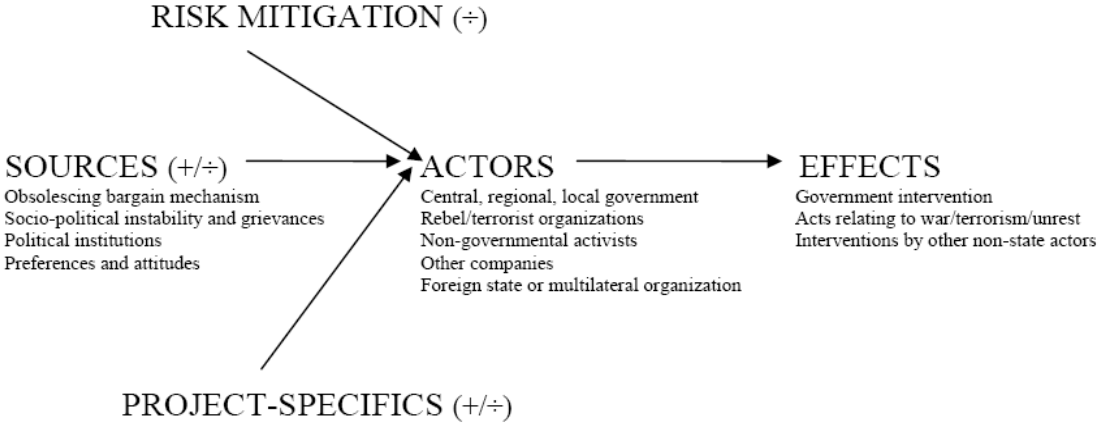 RISK MITIGATION (÷)
SOURCES (+/÷)
Obsolescing bargain mechanism
Socio-political instability and grievances
Political institutions
Preferences and attitudes
ACTORS
Central, regional, local government
Rebel/terrorist organizations
Non-governmental activists
Other companies
Foreign state or multilateral organization
EFFECTS
Government intervention
Acts relating to war/terrorism/unrest
Interventions by other non-state actors
PROJECT-SPECIFICS (+/÷)